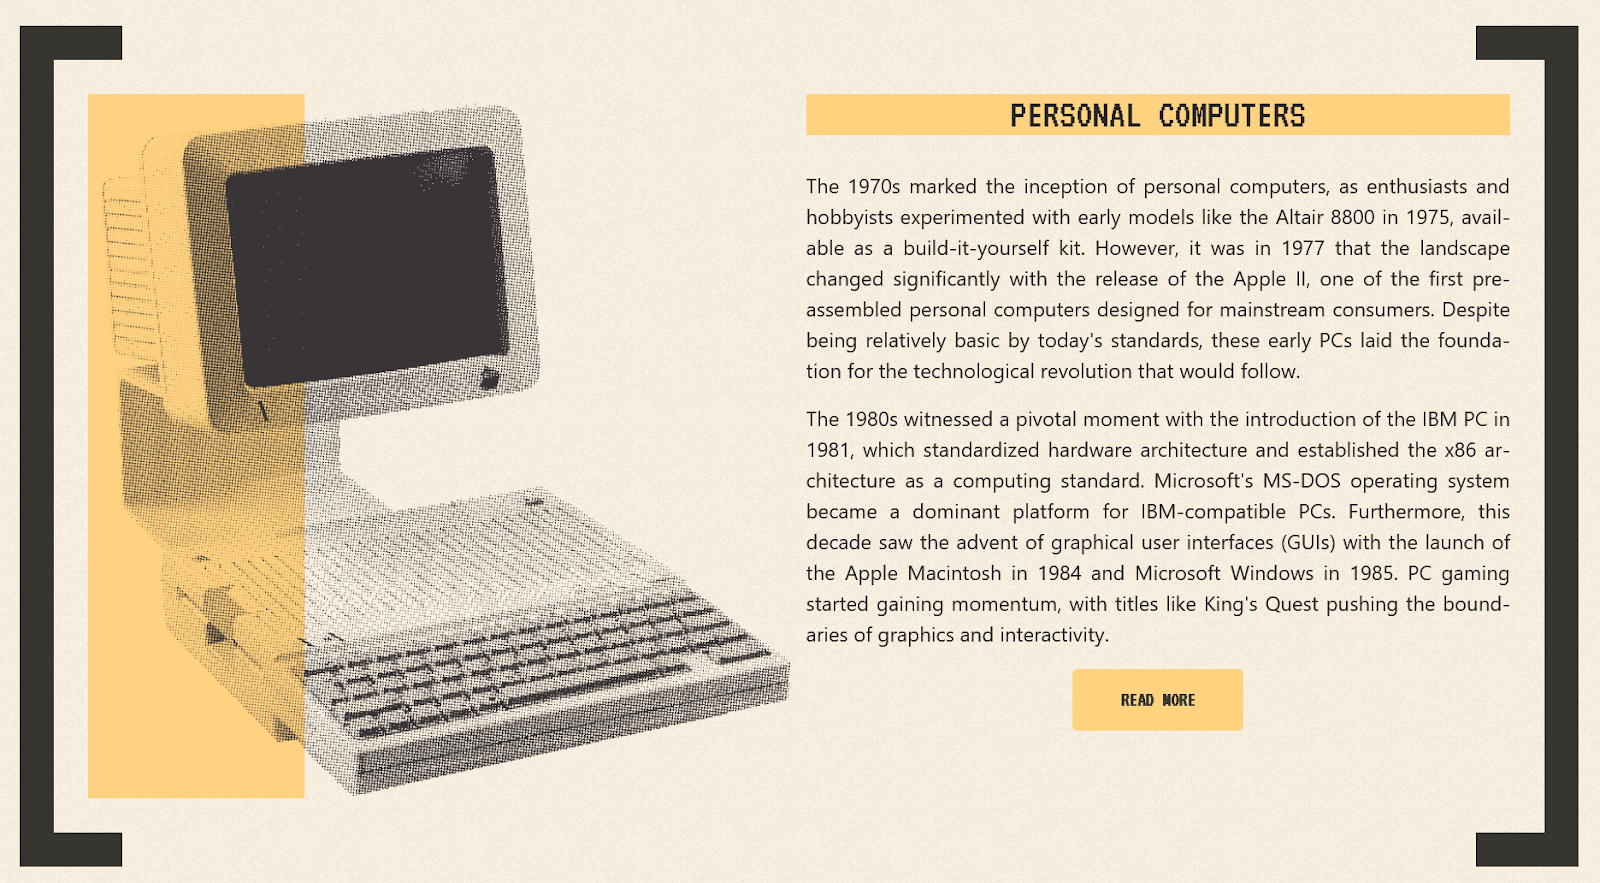 PERSONAL COMPUTERS
The 1970s marked the inception of personal computers, as enthusiasts and
hobbyists experimented with early models like the Altair 8800 in 1975, avail-
able as a build-it-yourself kit. However, it was in 1977 that the landscape
changed significantly with the release of the Apple II, one of the first pre-
assembled personal computers designed for mainstream consumers. Despite
being relatively basic by today's standards, these early PCs laid the founda-
tion for the technological revolution that would follow.
The 1980s witnessed a pivotal moment with the introduction of the IBM PC in
1981, which standardized hardware architecture and established the x86 ar-
chitecture as a computing standard. Microsoft's MS-DOS operating system
became a dominant platform for IBM-compatible PCs. Furthermore, this
decade saw the advent of graphical user interfaces (GUIs) with the launch of
the Apple Macintosh in 1984 and Microsoft Windows in 1985. PC gaming
started gaining momentum, with titles like King's Quest pushing the bound-
aries of graphics and interactivity.
READ MORE